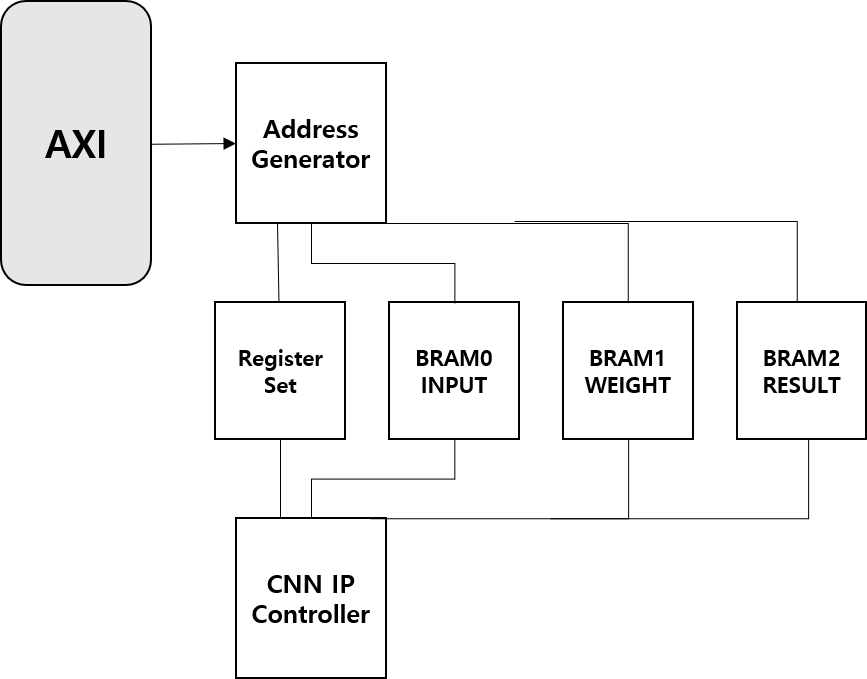 AXI
Address
Generator
Register
Set
BRAM0
INPUT
BRAM1
WEIGHT
BRAM2
RESULT
CNN IP
Controller